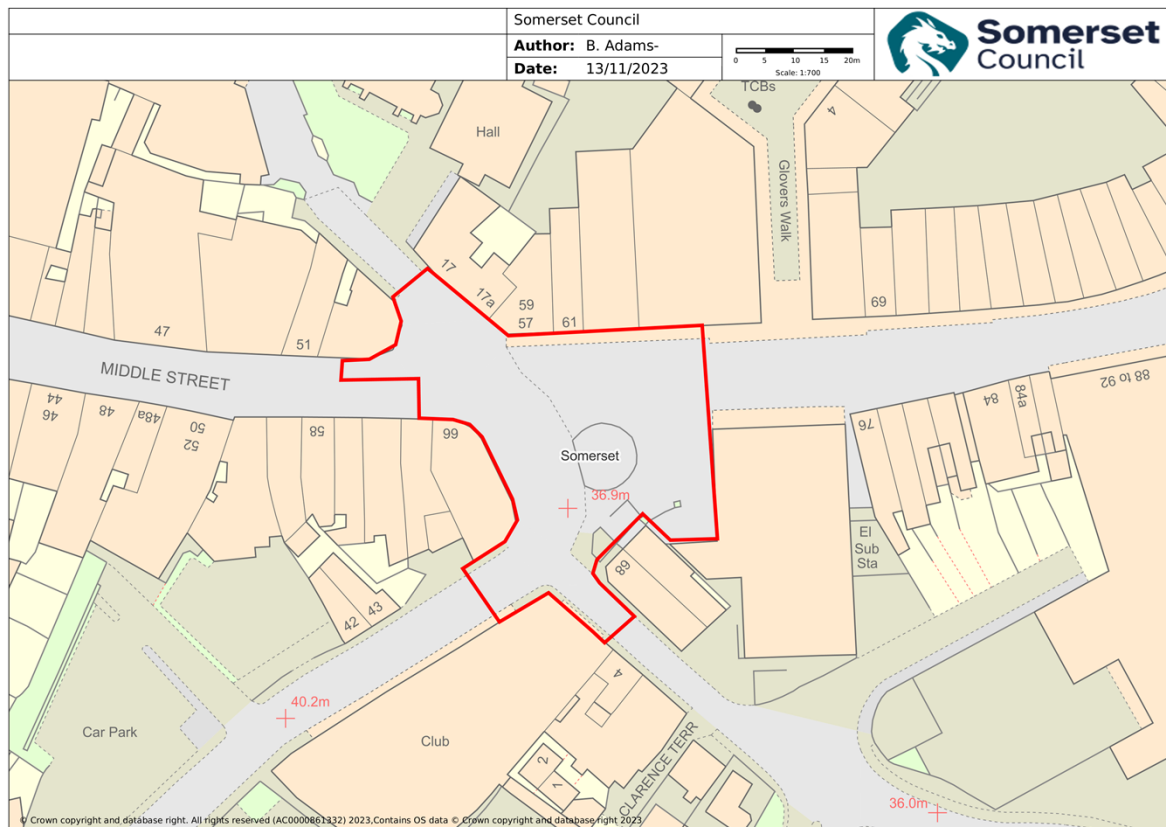 Somerset Council
Author: B. Adams-
Date: 13/11/2023
0 5 10 15 20m
Scale: 1:700
Somerset
Council
TCBs
4
Hall
Glovers Walk
17
17a
59
57
61
69
47
51
MIDDLE STREET
88 to 92
84a
84
76
44
46
48
48a
50
52
58
66
Somerset
36.9m
El
Sub
Sta
68
42
43
4
40.2m
Car Park
Club
2
1
CLARENCE TERR
36.0m
© Crown copyright and database right. All rights reserved (AC0000861332) 2023,Contains OS data © Crown copyright and database right 2023